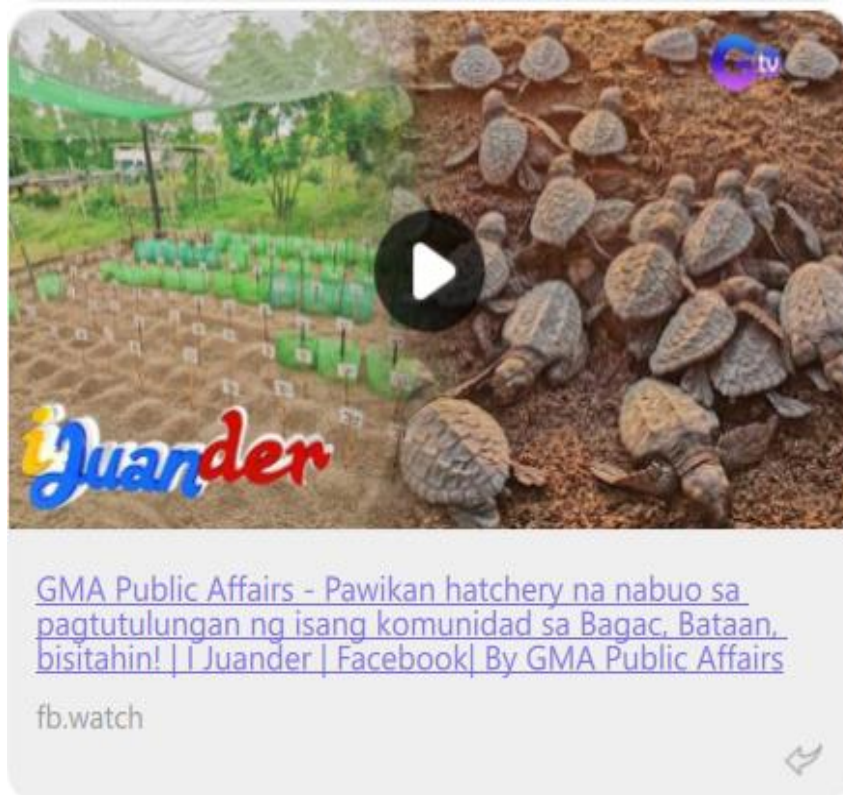 Gtv
iJuander
GMA Public Affairs - Pawikan hatchery na nabuo sa
pagtutulungan ng isang komunidad sa Bagac, Bataan,
bisitahin! | I Juander | Facebook| By GMA Public Affairs
fb.watch